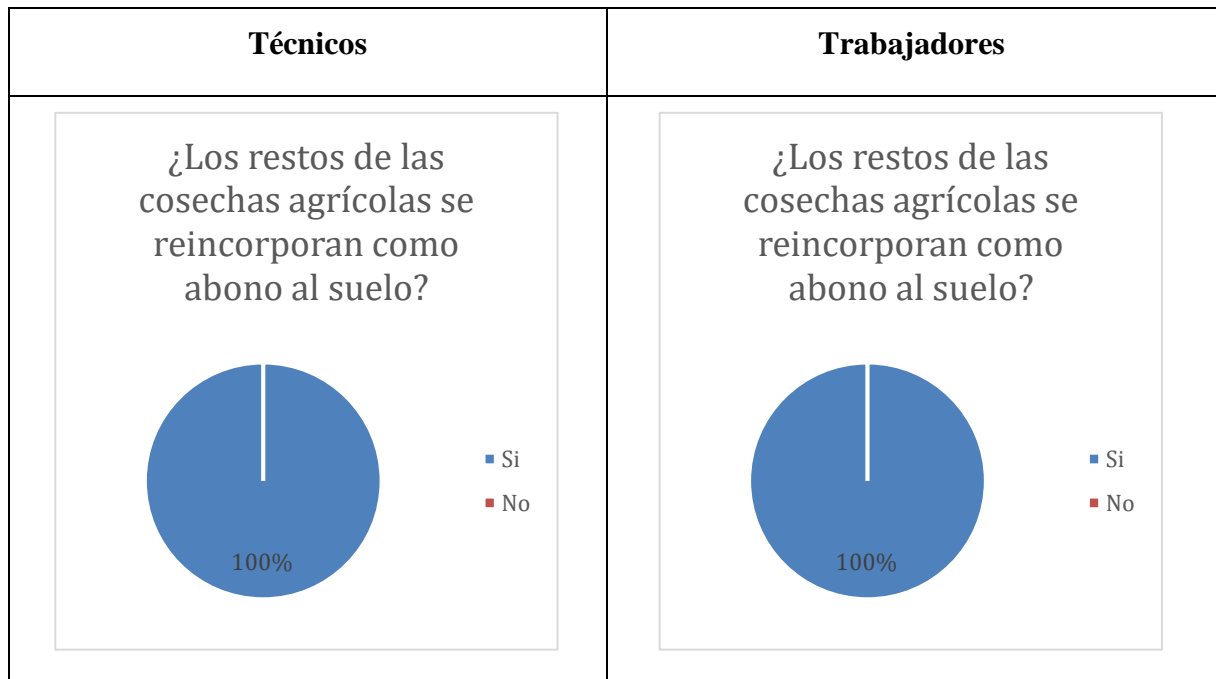 Técnicos
Trabajadores
¿Los restos de las
cosechas agrícolas se
reincorporan como
abono al suelo?
Si
No
100%
¿Los restos de las
cosechas agrícolas se
reincorporan como
abono al suelo?
Si
No
100%